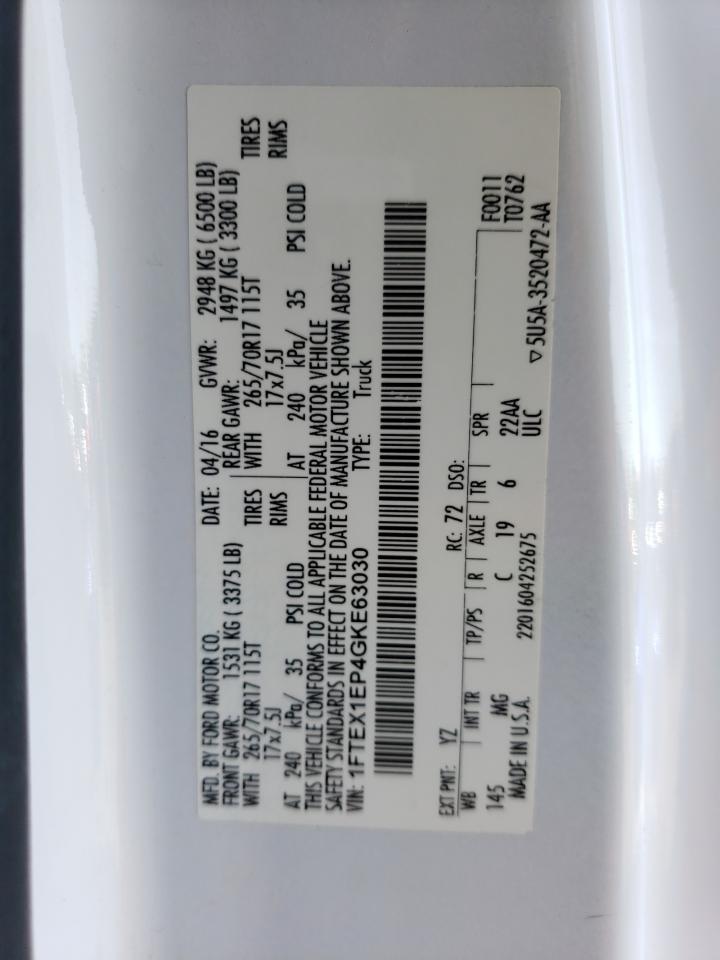 MFD. BY FORD MOTOR CO. DATE: 04/16 GVWR: 2948 KG ( 6500 LB)
FRONT GAWR: 1531 KG ( 3375 LB) REAR GAWR: 1497 KG ( 3300 LB)
WITH 265/70R17 115T TIRES WITH 265/70R17 115T TIRES
17x7.5J RIMS 17x7.5J RIMS
AT 240 kPa/ 35 PSI COLD AT 240 kPa/ 35 PSI COLD
THIS VEHICLE CONFORMS TO ALL APPLICABLE FEDERAL MOTOR VEHICLE
SAFETY STANDARDS IN EFFECT ON THE DATE OF MANUFACTURE SHOWN ABOVE.
VIN: 1FTEX1EP4GKE63030 TYPE: Truck
EXT PNT: YZ RC: 72 DSO:
WB INT TR TP/PS R AXLE TR SPR F0011
145 MG C 19 6 22AA T0762
MADE IN U.S.A. 2201604252675 ULC ▽5U5A-3520472-AA